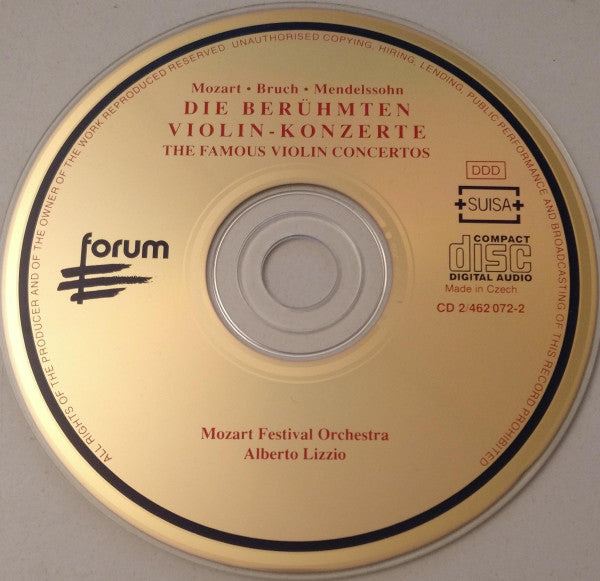 ALL RIGHTS OF THE PRODUCER AND OF THE OWNER OF THE WORK REPRODUCED RESERVED. UNAUTHORISED COPYING, HIRING, LENDING, PUBLIC PERFORMANCE AND BROADCASTING OF THIS RECORD PROHIBITED
Mozart · Bruch · Mendelssohn
DIE BERÜHMTEN
VIOLIN-KONZERTE
THE FAMOUS VIOLIN CONCERTOS
DDD
SUISA
forum
COMPACT
disc
DIGITAL AUDIO
Made in Czech
CD 2/462 072-2
Mozart Festival Orchestra
Alberto Lizzio